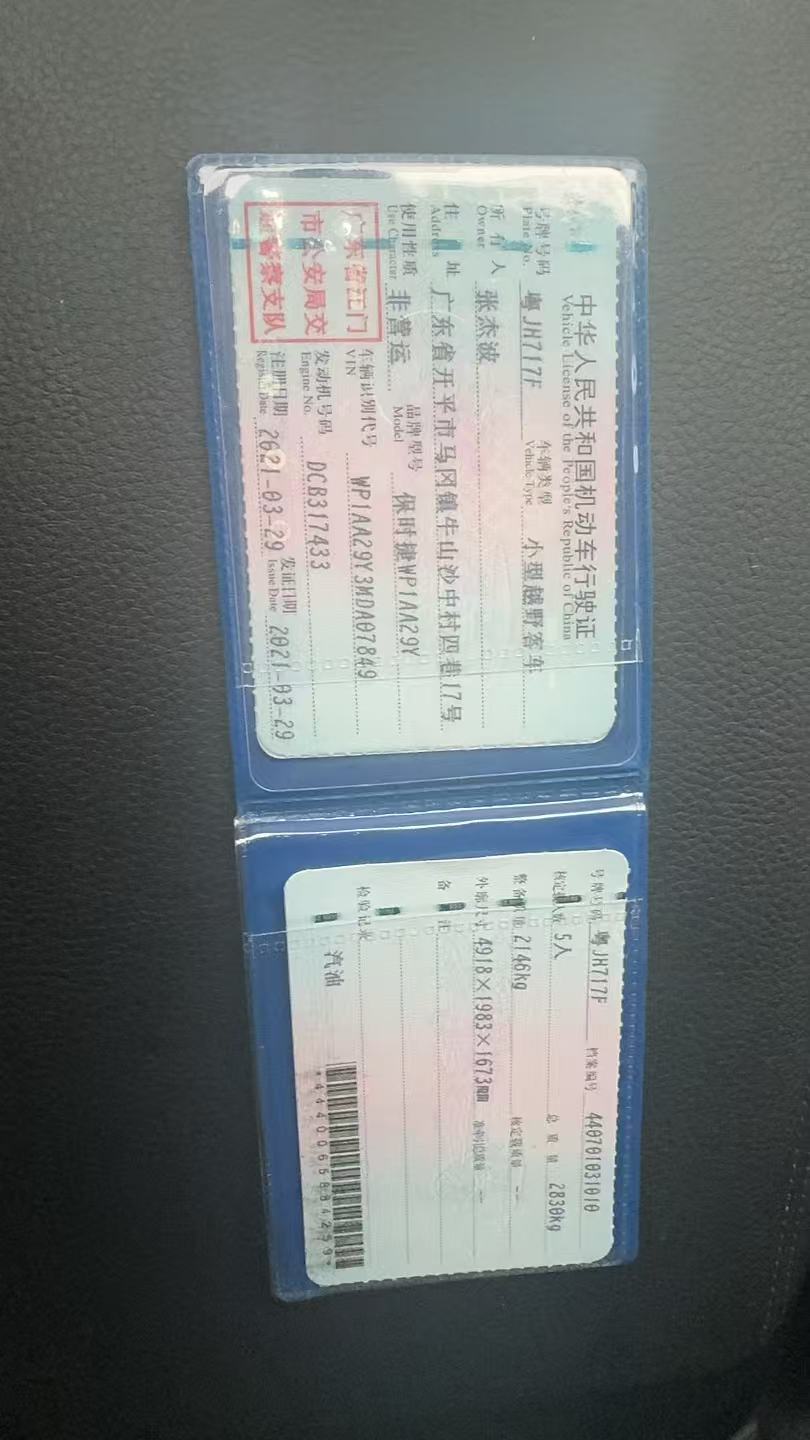 中华人民共和国机动车行驶证
Vehicle License of the People's Republic of China
号牌号码 粤JH717F 车辆类型 小型越野客车
Plate No. Vehicle Type
所有人 张杰波
Owner
住址 广东省开平市马冈镇牛山沙中村四巷17号
Address
使用性质 非营运 品牌型号 保时捷WP1AA29Y
Use Character Model
广东省江门
市公安局交
通警察支队
车辆识别代号 WP1AA29Y3MDA07849
VIN
发动机号码 DCB317433
Engine No.
注册日期 2021-03-29 发证日期 2021-03-29
Register Date Issue Date
号牌号码 粤JH717F 档案编号 440701031010
核定载人数 5人 总质量 2830kg
整备质量 2146kg 核定载质量 --
外廓尺寸 4918×1983×1673mm 准牵引总质量 --
备注
检验记录
汽油